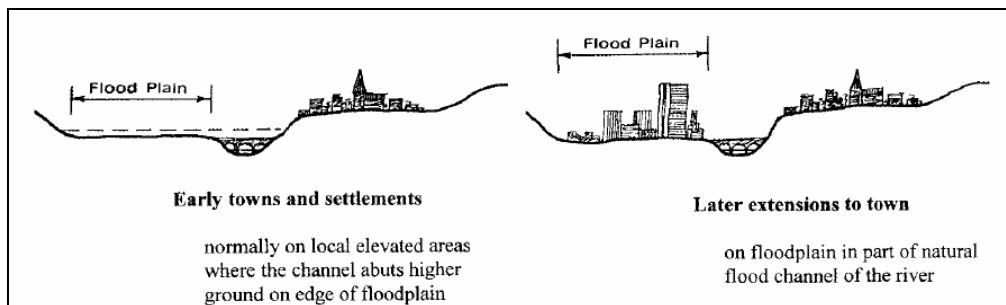 Flood Plain
Early towns and settlements
normally on local elevated areas
where the channel abuts higher
ground on edge of floodplain
Flood Plain
Later extensions to town
on floodplain in part of natural
flood channel of the river